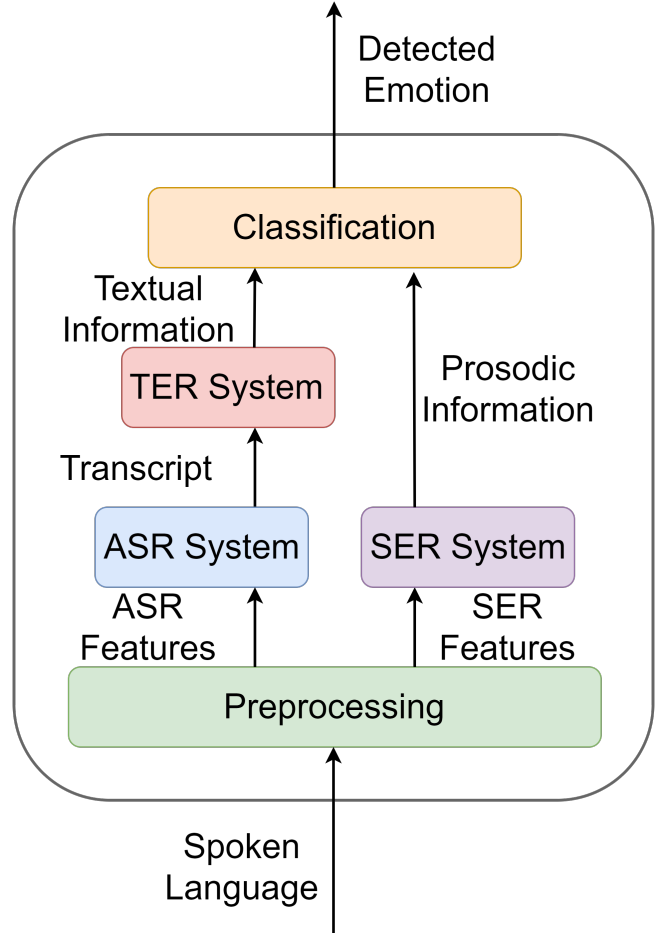 Detected
Emotion
Classification
Textual
Information
TER System
Prosodic
Information
Transcript
ASR System
SER System
ASR
Features
SER
Features
Preprocessing
Spoken
Language